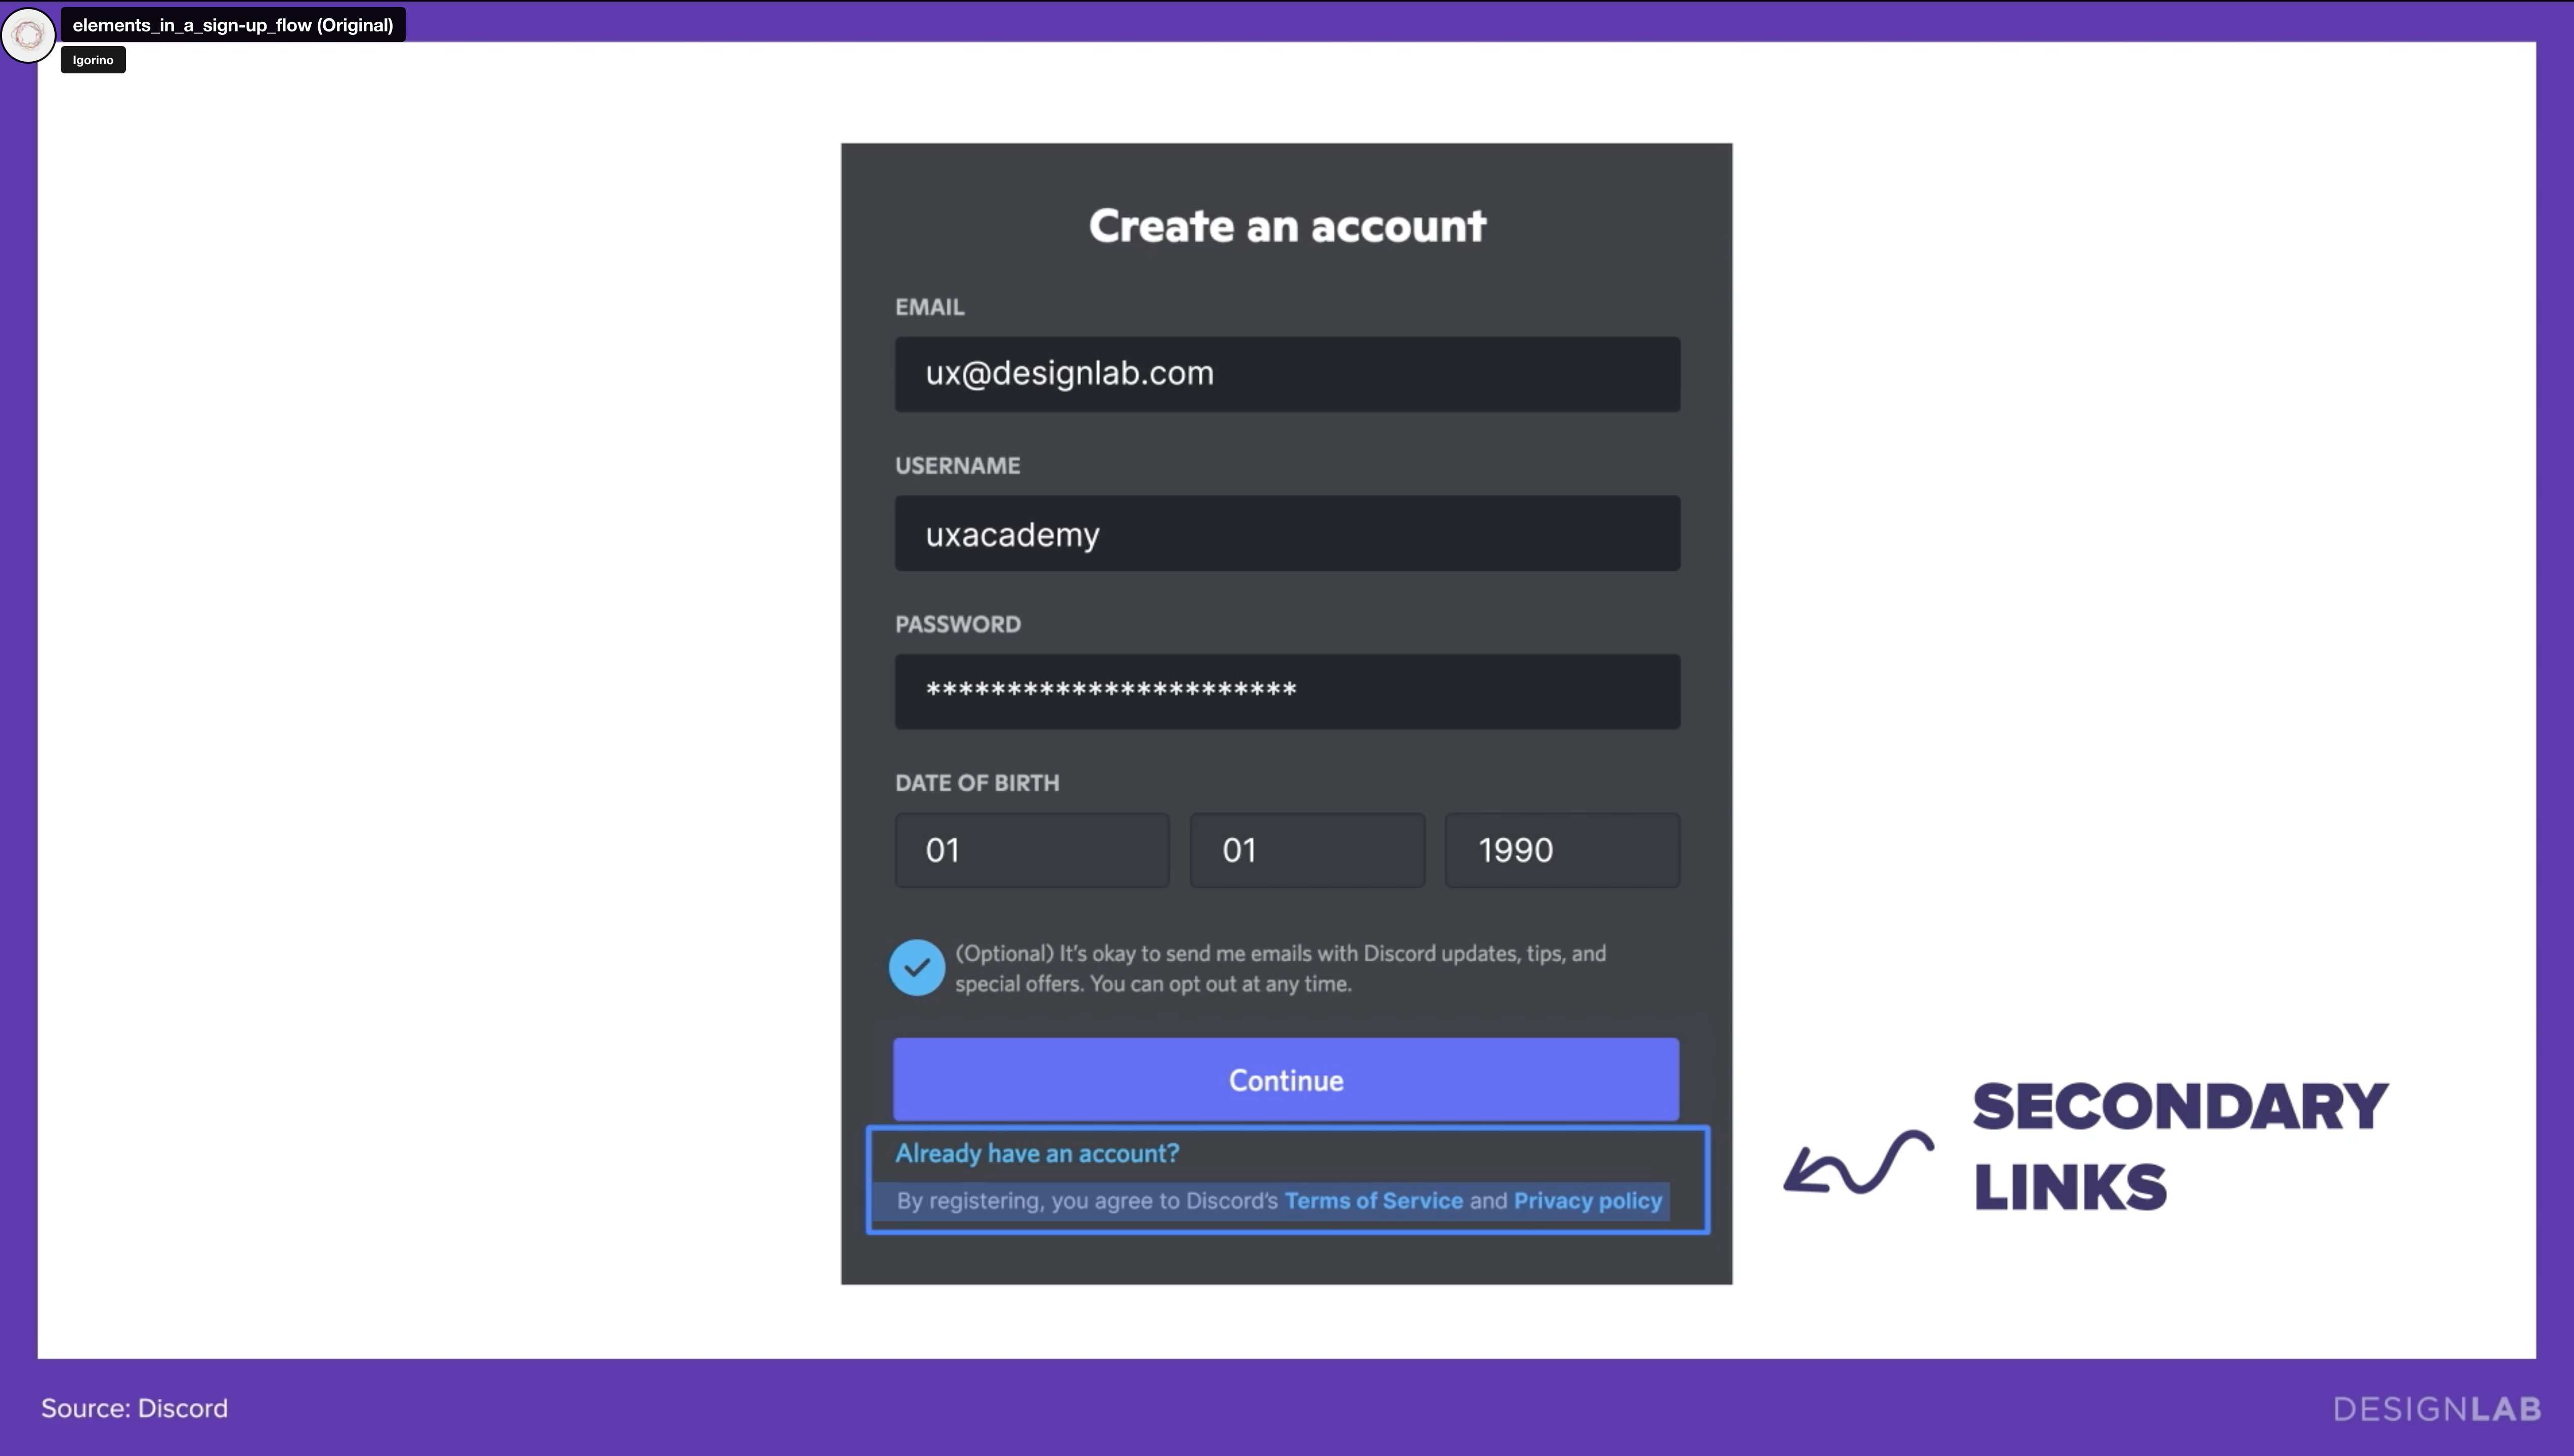 elements_in_a_sign-up_flow (Original)
Igorino
Create an account
EMAIL
ux@designlab.com
USERNAME
uxacademy
PASSWORD
***********************
DATE OF BIRTH
01 01 1990
(Optional) It's okay to send me emails with Discord updates, tips, and
special offers. You can opt out at any time.
Continue
Already have an account?
By registering, you agree to Discord's Terms of Service and Privacy policy
SECONDARY
LINKS
Source: Discord
DESIGNLAB